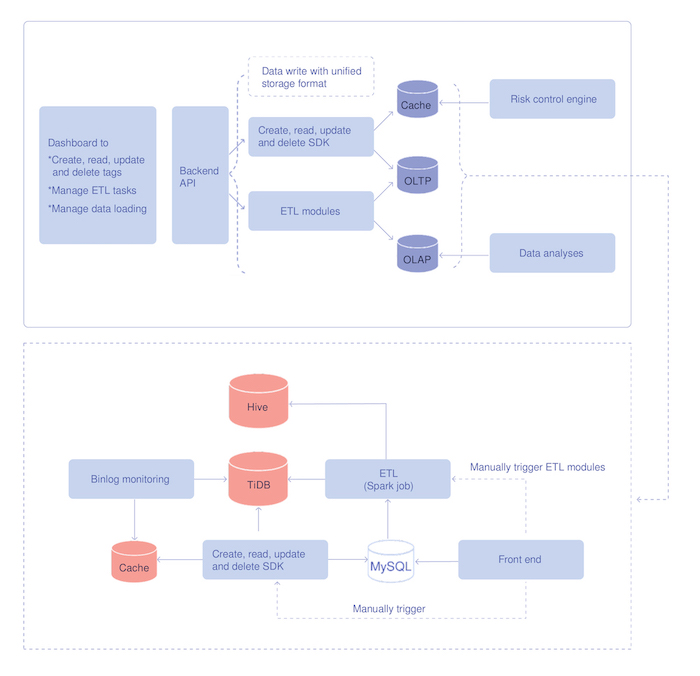 Data write with unified
storage format
Cache
Risk control engine
Dashboard to
*Create, read, update
and delete tags
*Manage ETL tasks
*Manage data loading
Backend
API
Create, read, update
and delete SDK
OLTP
ETL modules
OLAP
Data analyses
Hive
Binlog monitoring
TiDB
ETL
(Spark job)
Manually trigger ETL modules
Cache
Create, read, update
and delete SDK
MySQL
Front end
Manually trigger